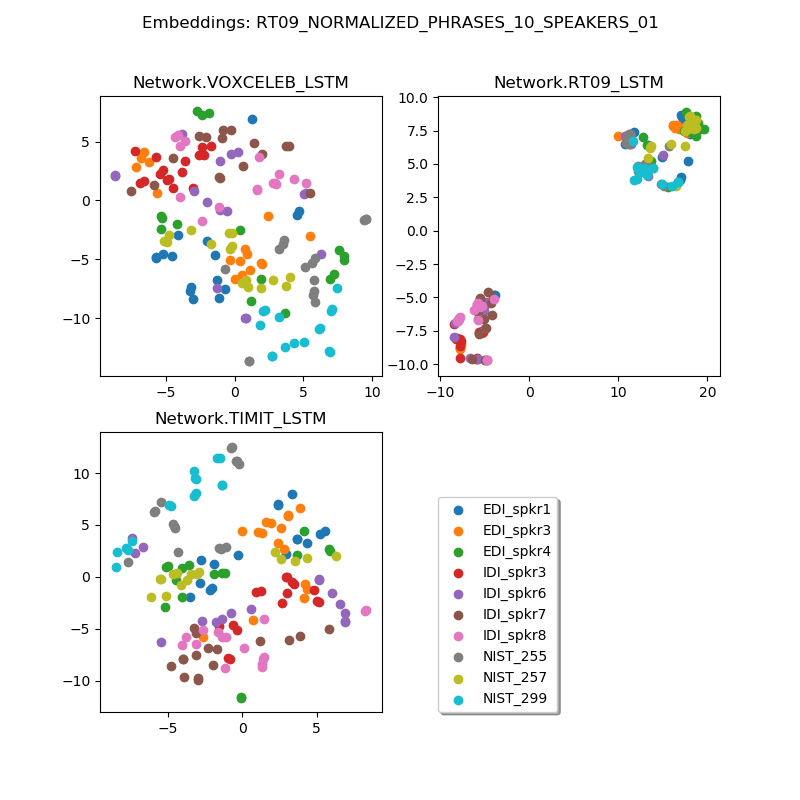 Embeddings: RT09_NORMALIZED_PHRASES_10_SPEAKERS_01
Network.VOXCELEB_LSTM
5
0
−5
−10
−5
0
5
10
Network.RT09_LSTM
10.0
7.5
5.0
2.5
0.0
−2.5
−5.0
−7.5
−10.0
−10
0
10
20
Network.TIMIT_LSTM
10
5
0
−5
−10
−5
0
5
EDI_spkr1
EDI_spkr3
EDI_spkr4
IDI_spkr3
IDI_spkr6
IDI_spkr7
IDI_spkr8
NIST_255
NIST_257
NIST_299